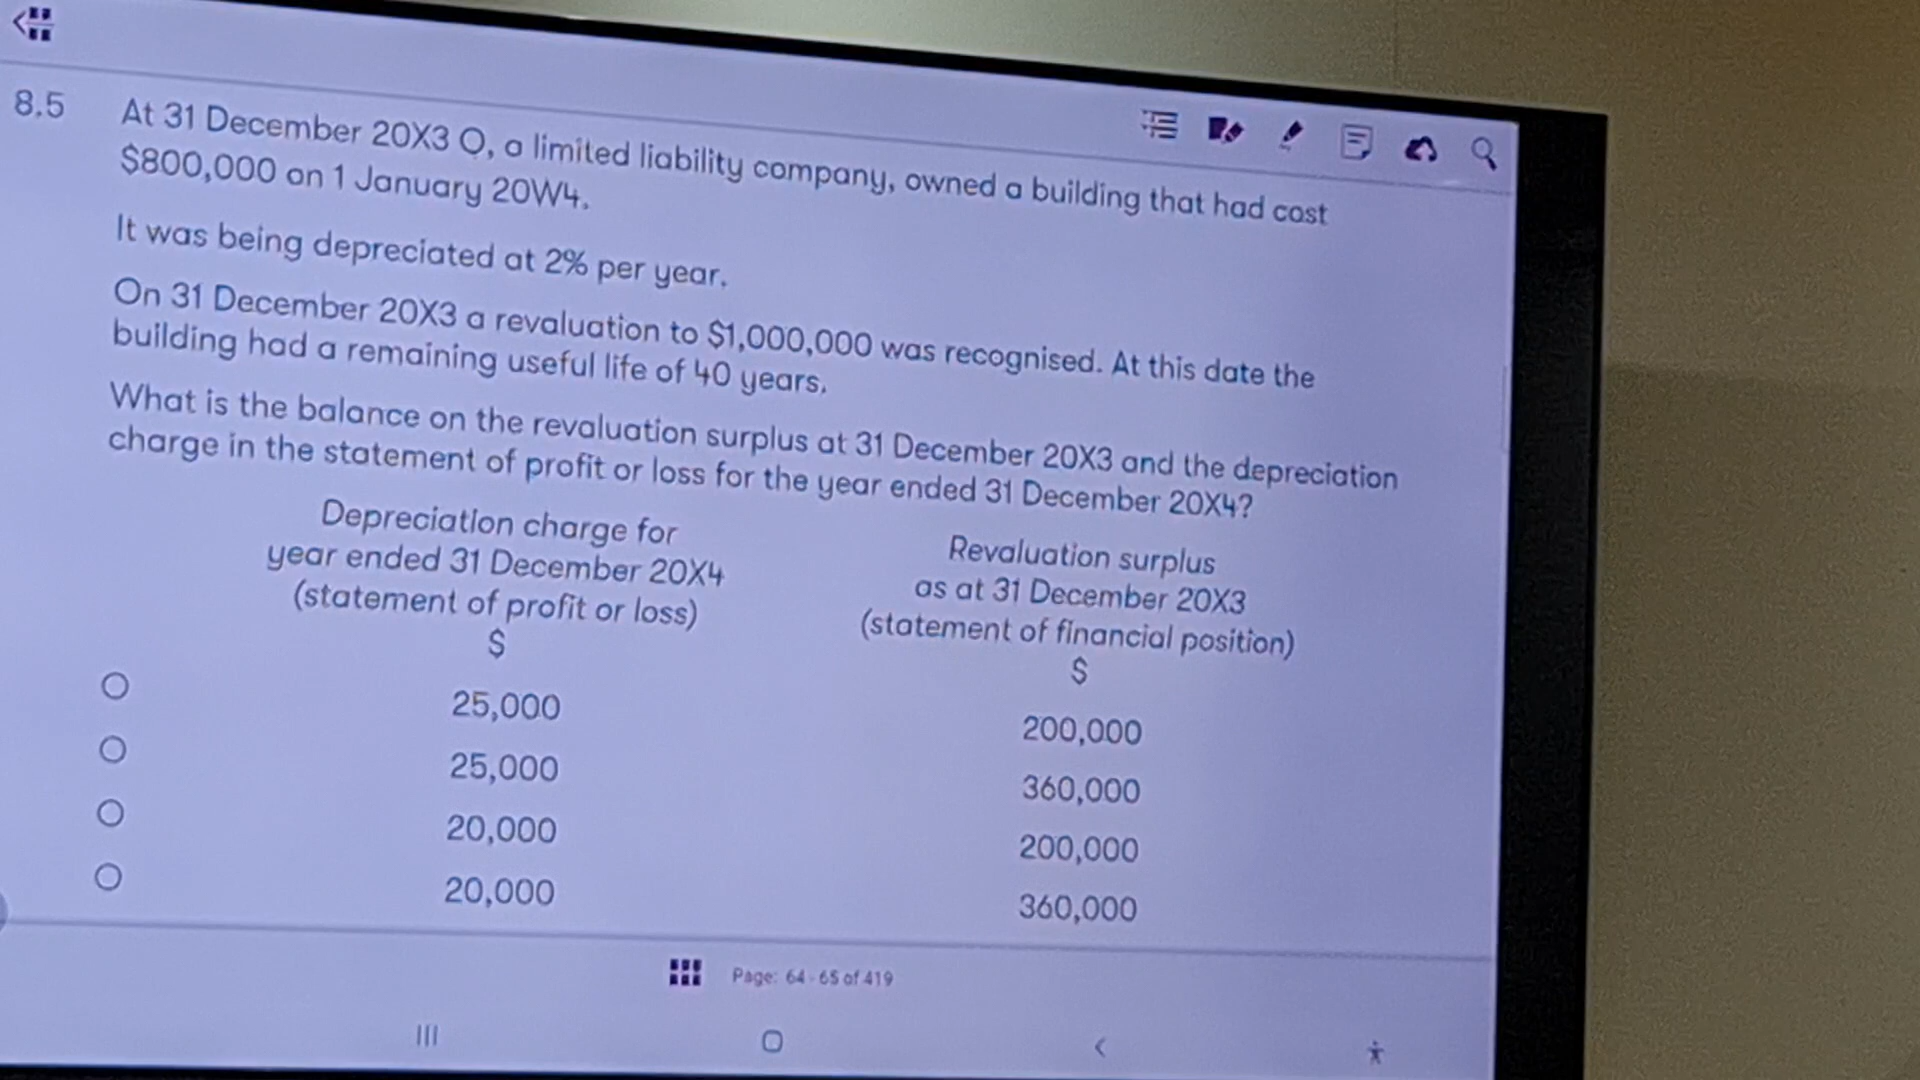 8.5 At 31 December 20X3 Q, a limited liability company, owned a building that had cost
$800,000 on 1 January 20W4.
It was being depreciated at 2% per year.
On 31 December 20X3 a revaluation to $1,000,000 was recognised. At this date the
building had a remaining useful life of 40 years.
What is the balance on the revaluation surplus at 31 December 20X3 and the depreciation
charge in the statement of profit or loss for the year ended 31 December 20X4?
Depreciation charge for
year ended 31 December 20X4
(statement of profit or loss)
$
Revaluation surplus
as at 31 December 20X3
(statement of financial position)
$
25,000 200,000
25,000 360,000
20,000 200,000
20,000 360,000
Page: 64 - 65 of 419